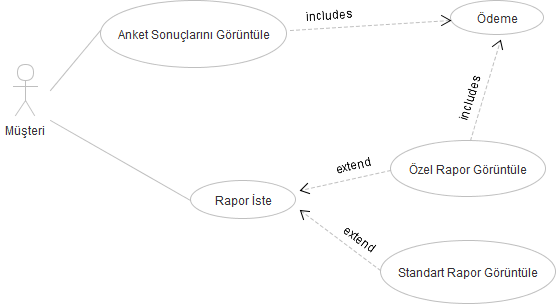 includes
Ödeme
Anket Sonuçlarını Görüntüle
includes
Müşteri
extend
Özel Rapor Görüntüle
Rapor İste
extend
Standart Rapor Görüntüle